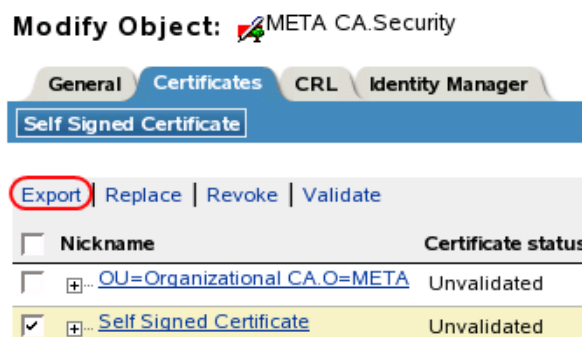 Modify Object: META CA.Security
General Certificates CRL Identity Manager
Self Signed Certificate
Export | Replace | Revoke | Validate
Nickname Certificate status
OU=Organizational CA.O=META Unvalidated
Self Signed Certificate Unvalidated